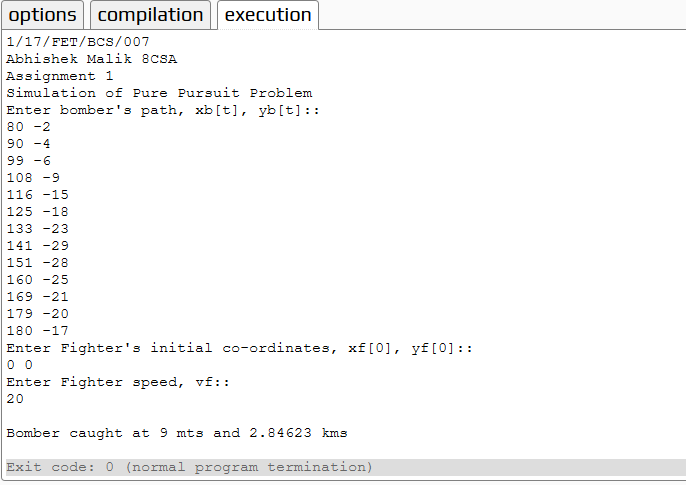 options compilation execution
1/17/FET/BCS/007
Abhishek Malik 8CSA
Assignment 1
Simulation of Pure Pursuit Problem
Enter bomber's path, xb[t], yb[t]::
80 -2
90 -4
99 -6
108 -9
116 -15
125 -18
133 -23
141 -29
151 -28
160 -25
169 -21
179 -20
180 -17
Enter Fighter's initial co-ordinates, xf[0], yf[0]::
0 0
Enter Fighter speed, vf::
20
Bomber caught at 9 mts and 2.84623 kms
Exit code: 0 (normal program termination)